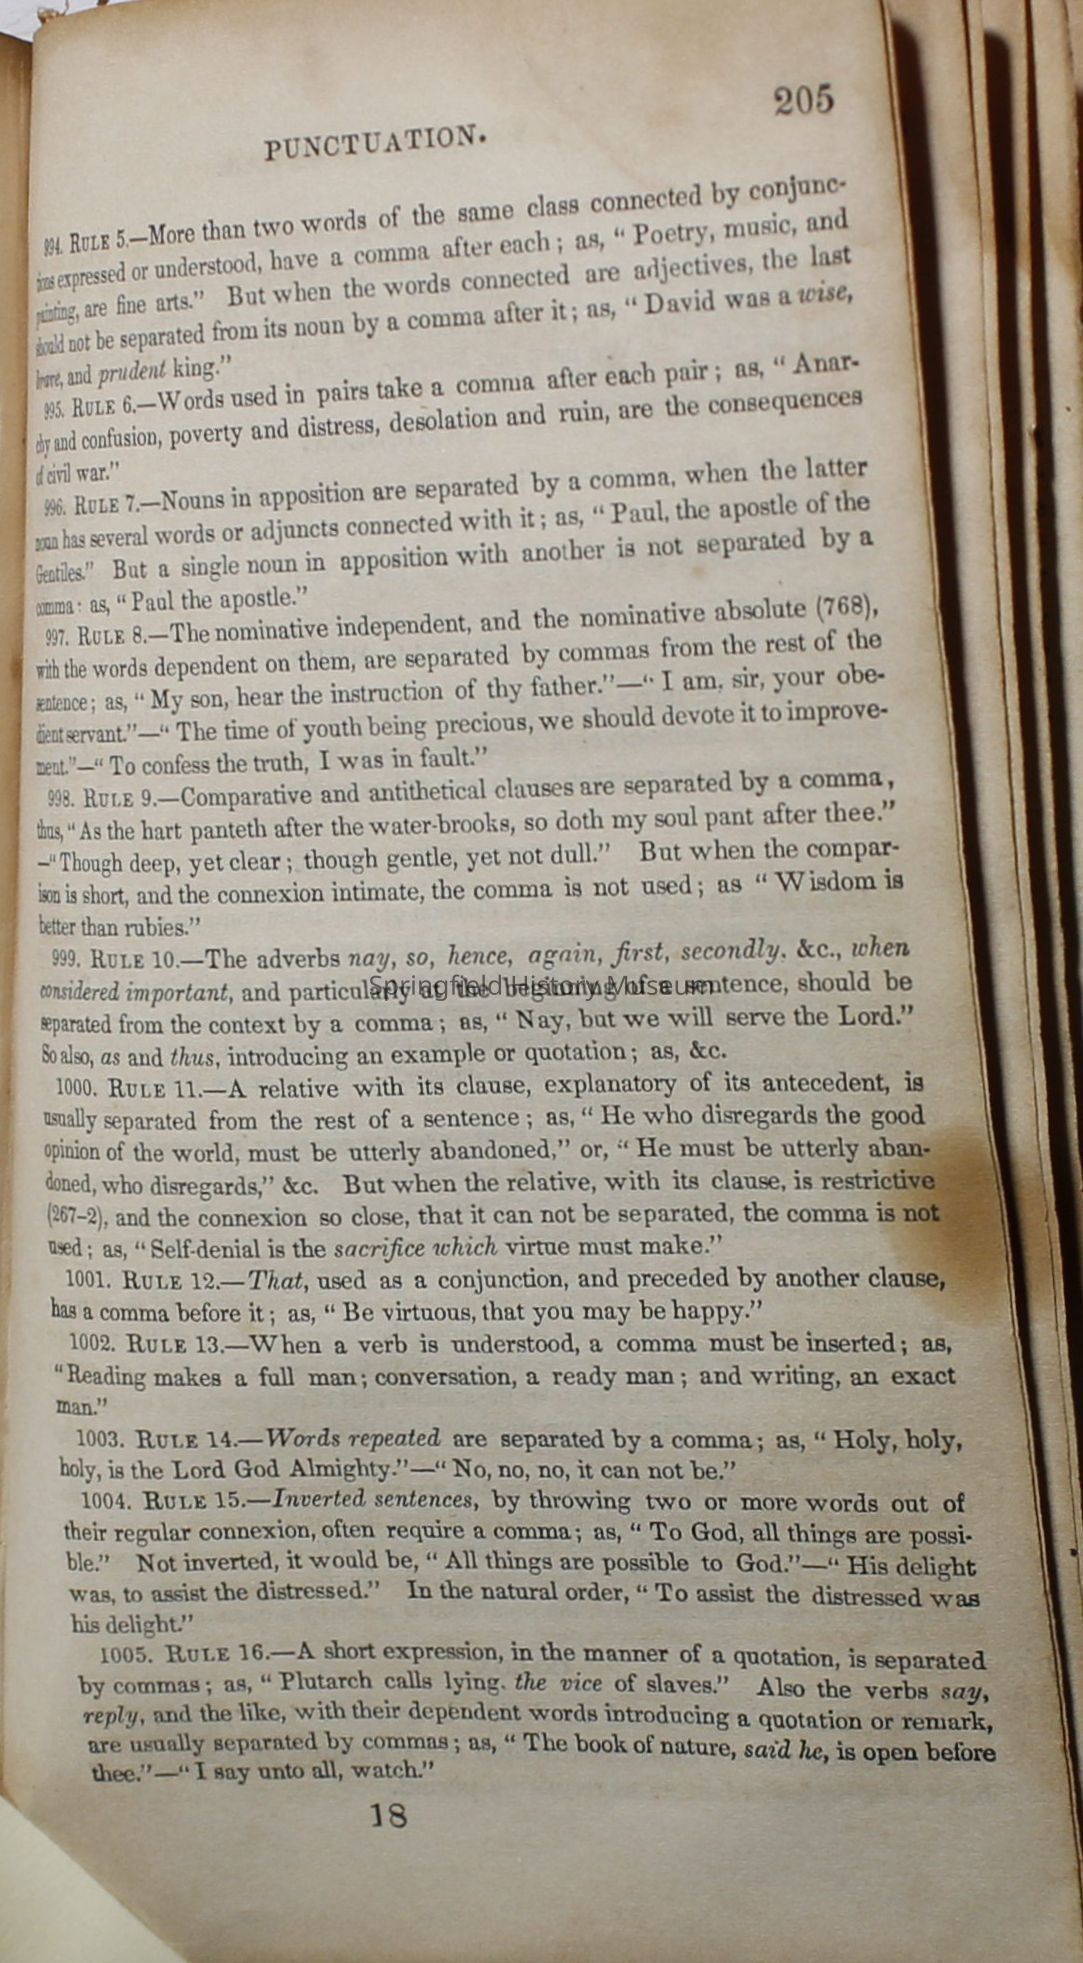 205
PUNCTUATION.
994. RULE 5.—More than two words of the same class connected by conjunc-
tions expressed or understood, have a comma after each; as, “Poetry, music, and
painting, are fine arts.” But when the words connected are adjectives, the last
should not be separated from its noun by a comma after it; as, “David was a wise,
brave, and prudent king.”
995. RULE 6.—Words used in pairs take a comma after each pair; as, “Anar-
chy and confusion, poverty and distress, desolation and ruin, are the consequences
of civil war.”
996. RULE 7.—Nouns in apposition are separated by a comma, when the latter
noun has several words or adjuncts connected with it; as, “Paul, the apostle of the
Gentiles.” But a single noun in apposition with another is not separated by a
comma: as, “Paul the apostle.”
997. RULE 8.—The nominative independent, and the nominative absolute (768),
with the words dependent on them, are separated by commas from the rest of the
sentence; as, “My son, hear the instruction of thy father.”—“I am, sir, your obe-
dient servant.”—“The time of youth being precious, we should devote it to improve-
ment.”—“To confess the truth, I was in fault.”
998. RULE 9.—Comparative and antithetical clauses are separated by a comma,
thus, “As the hart panteth after the water-brooks, so doth my soul pant after thee.”
—“Though deep, yet clear; though gentle, yet not dull.” But when the compar-
ison is short, and the connexion intimate, the comma is not used; as “Wisdom is
better than rubies.”
999. RULE 10.—The adverbs nay, so, hence, again, first, secondly, &c., when
considered important, and particularly at the beginning of a sentence, should be
Springfield History Museum
separated from the context by a comma; as, “Nay, but we will serve the Lord.”
So also, as and thus, introducing an example or quotation; as, &c.
1000. RULE 11.—A relative with its clause, explanatory of its antecedent, is
usually separated from the rest of a sentence; as, “He who disregards the good
opinion of the world, must be utterly abandoned,” or, “He must be utterly aban-
doned, who disregards,” &c. But when the relative, with its clause, is restrictive
(267-2), and the connexion so close, that it can not be separated, the comma is not
used; as, “Self-denial is the sacrifice which virtue must make.”
1001. RULE 12.—That, used as a conjunction, and preceded by another clause,
has a comma before it; as, “Be virtuous, that you may be happy.”
1002. RULE 13.—When a verb is understood, a comma must be inserted; as,
“Reading makes a full man; conversation, a ready man; and writing, an exact
man.”
1003. RULE 14.—Words repeated are separated by a comma; as, “Holy, holy,
holy, is the Lord God Almighty.”—“No, no, no, it can not be.”
1004. RULE 15.—Inverted sentences, by throwing two or more words out of
their regular connexion, often require a comma; as, “To God, all things are possi-
ble.” Not inverted, it would be, “All things are possible to God.”—“His delight
was, to assist the distressed.” In the natural order, “To assist the distressed was
his delight.”
1005. RULE 16.—A short expression, in the manner of a quotation, is separated
by commas; as, “Plutarch calls lying, the vice of slaves.” Also the verbs say,
reply, and the like, with their dependent words introducing a quotation or remark,
are usually separated by commas; as, “The book of nature, said he, is open before
thee.”—“I say unto all, watch.”
18